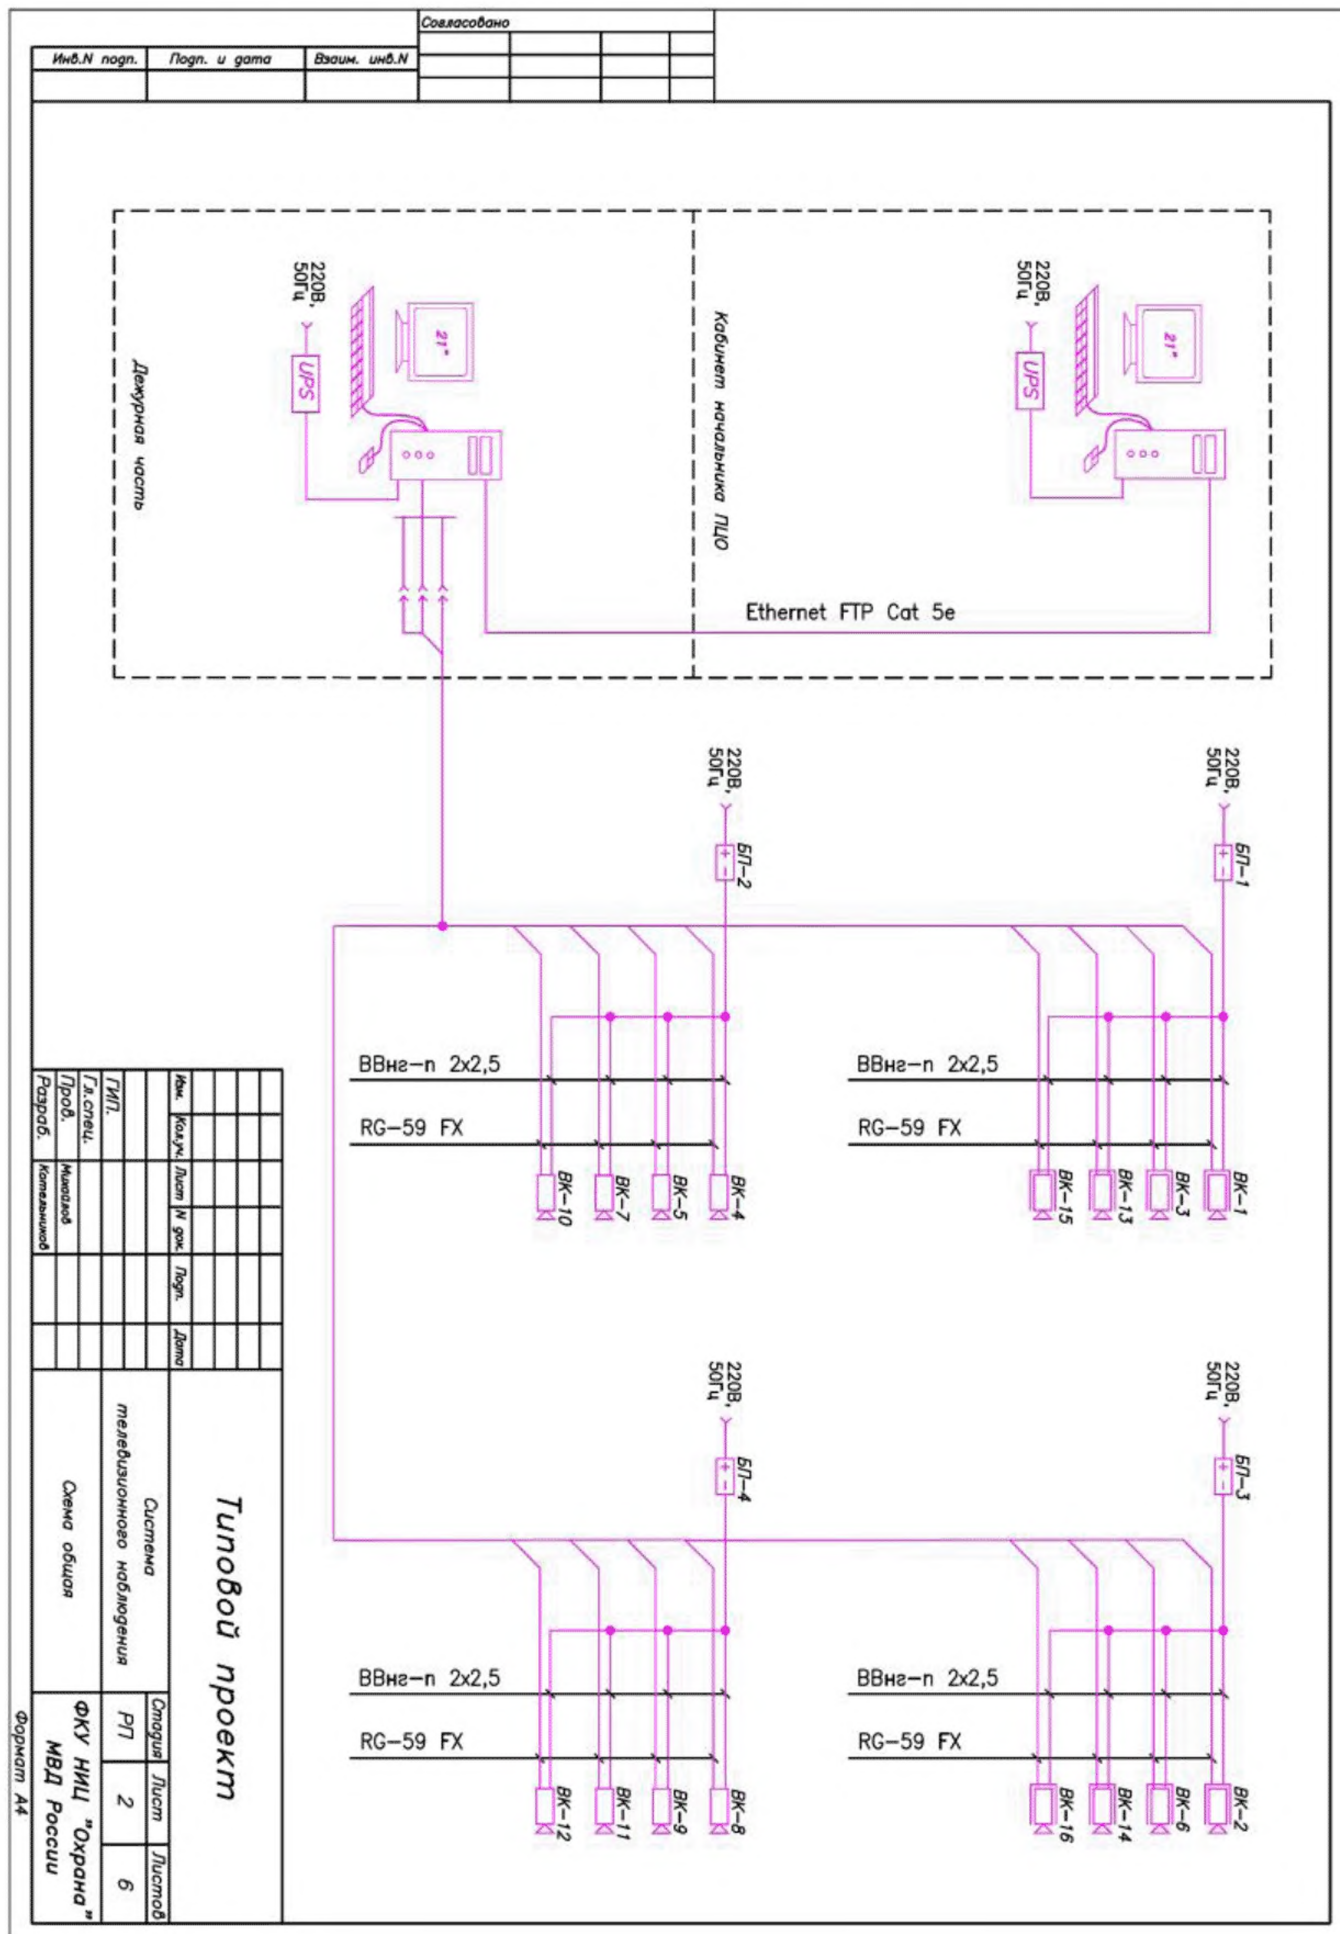 Согласовано
Инв.N подл.
Подп. и дата
Взаим. инв.N
220В,
50Гц
21"
UPS
Дежурная часть
220В,
50Гц
21"
UPS
Кабинет начальника ПЦО
Ethernet FTP Cat 5e
220В,
50Гц
БП-2
220В,
50Гц
БП-1
ВВнг-п 2х2,5
RG-59 FX
ВК-10
ВК-7
ВК-5
ВК-4
ВВнг-п 2х2,5
RG-59 FX
ВК-15
ВК-13
ВК-3
ВК-1
220В,
50Гц
БП-4
220В,
50Гц
БП-3
ВВнг-п 2х2,5
RG-59 FX
ВК-12
ВК-11
ВК-9
ВК-8
ВВнг-п 2х2,5
RG-59 FX
ВК-16
ВК-14
ВК-6
ВК-2
Типовой проект
Изм. Кол.уч. Лист N док. Подп. Дата
ГИП.
Гл.спец.
Пров. Михайлов
Разраб. Котельников
Система
телевизионного наблюдения
Стадия Лист Листов
РП 2 6
Схема общая
ФКУ НИЦ "Охрана"
МВД России
Формат А4